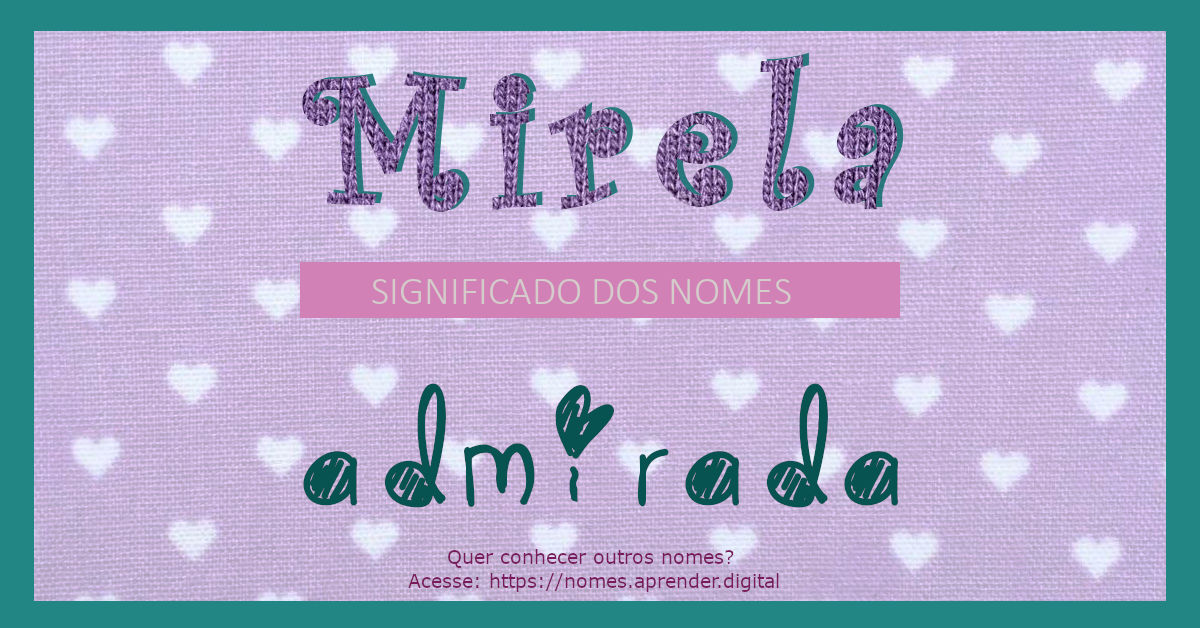 Mirela
SIGNIFICADO DOS NOMES
admirada
Quer conhecer outros nomes?
Acesse: https://nomes.aprender.digital